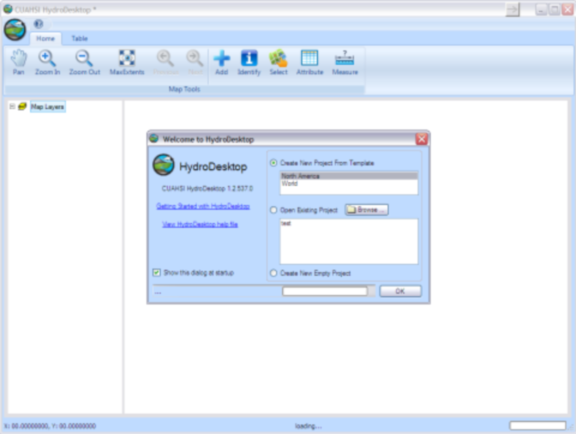 CUAHSI HydroDesktop *
Home Table
Pan Zoom In Zoom Out MaxExtents Add Identify Select Attribute Measure
Map Tools
Map Layers
Welcome to HydroDesktop
HydroDesktop
CUAHSI HydroDesktop 1.2.537.0
Getting Started with HydroDesktop
View HydroDesktop help file
Show this dialog at startup
Create New Project From Template
North America
World
Open Existing Project Browse ...
test
Create New Empty Project
...
OK
X: 00.00000000, Y: 00.00000000 loading...